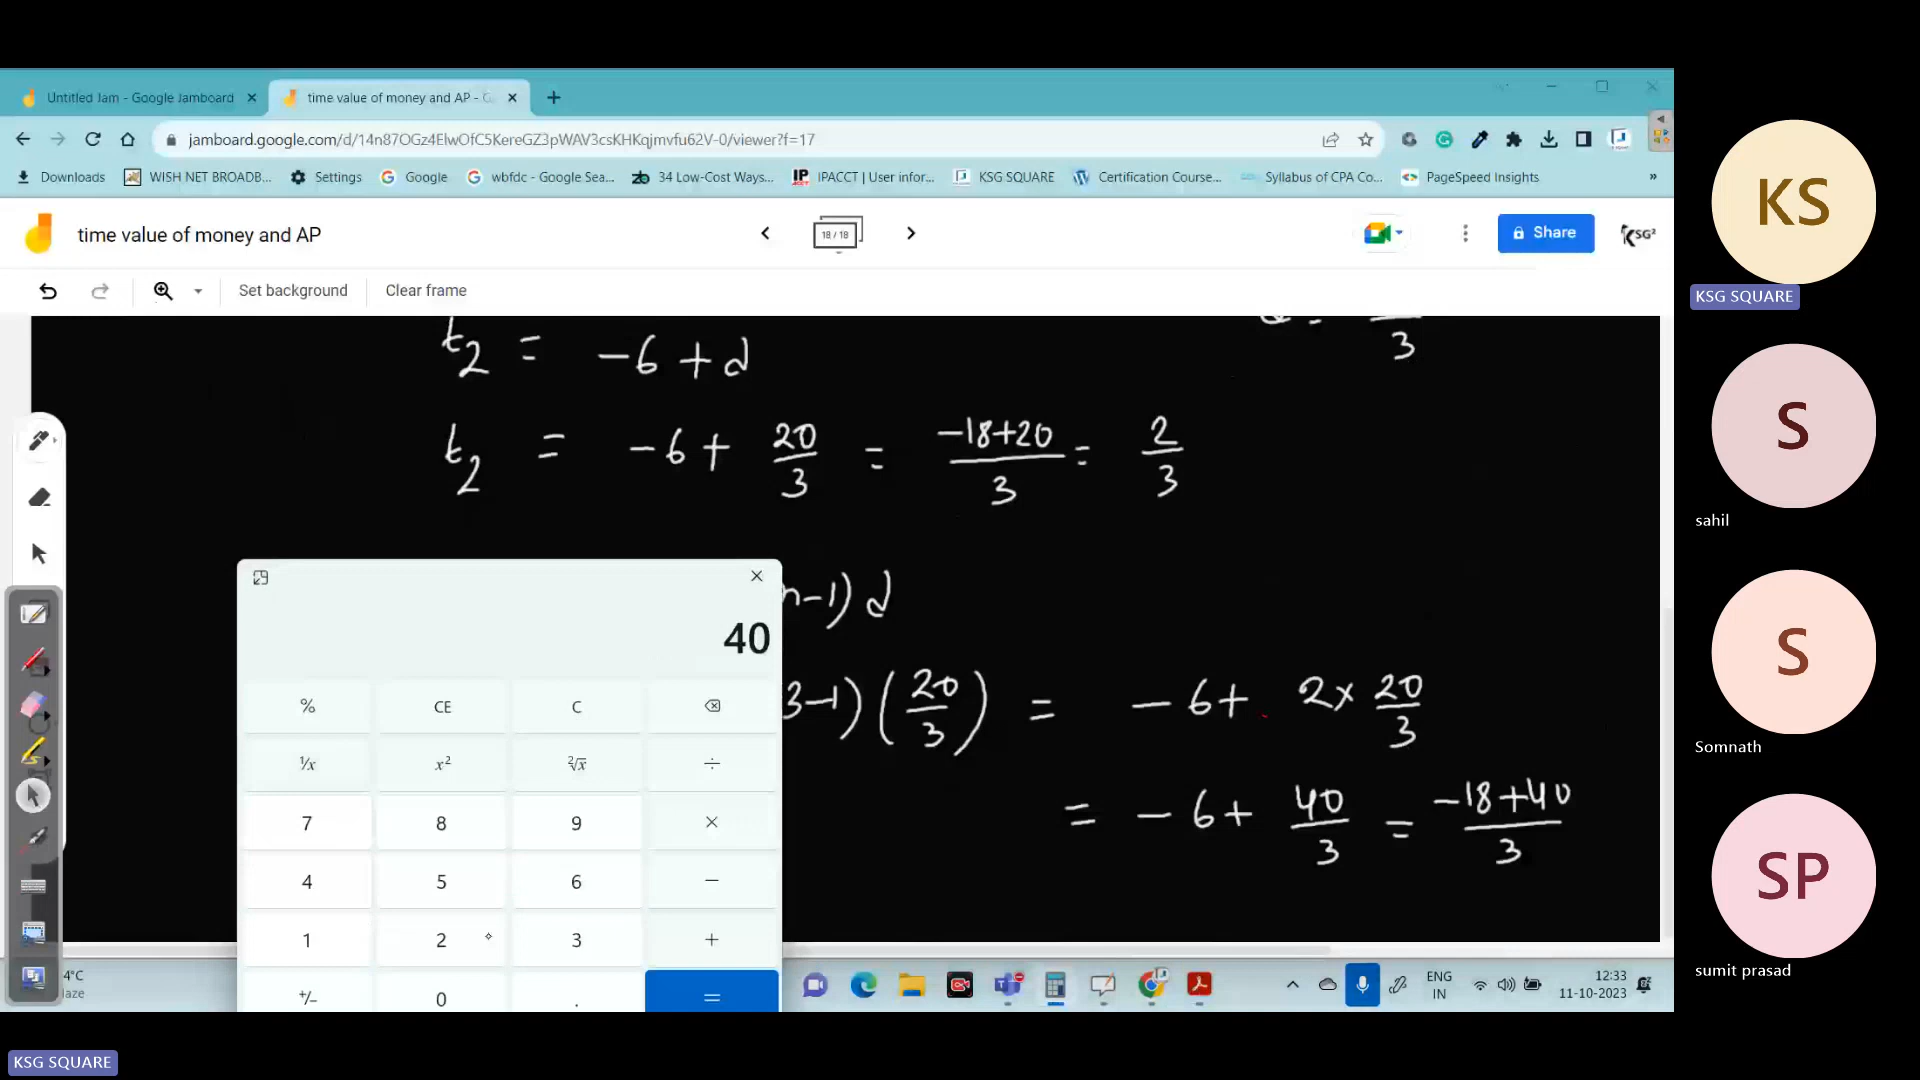 Untitled Jam - Google Jamboard
time value of money and AP - G
jamboard.google.com/d/14n87OGz4ElwOfC5KereGZ3pWAV3csKHKqjmvfu62V-0/viewer?f=17
Downloads WISH NET BROADB... Settings Google wbfdc - Google Sea... 34 Low-Cost Ways... IPACCT | User infor... KSG SQUARE Certification Course... Syllabus of CPA Co... PageSpeed Insights »
time value of money and AP
18 / 18
Share
KSG²
Set background Clear frame
t₂ = -6 + d
3
t₂ = -6 + 20/3 = (-18+20)/3 = 2/3
n-1) d
3-1) (20/3) = -6 + 2 × 20/3
= -6 + 40/3 = (-18+40)/3
40
% CE C
¹/x x² ²√x ÷
7 8 9 ×
4 5 6 −
1 2 3 +
+/− 0 . =
4°C
ENG
IN
12:33
11-10-2023
KS
KSG SQUARE
S
sahil
S
Somnath
SP
sumit prasad
KSG SQUARE